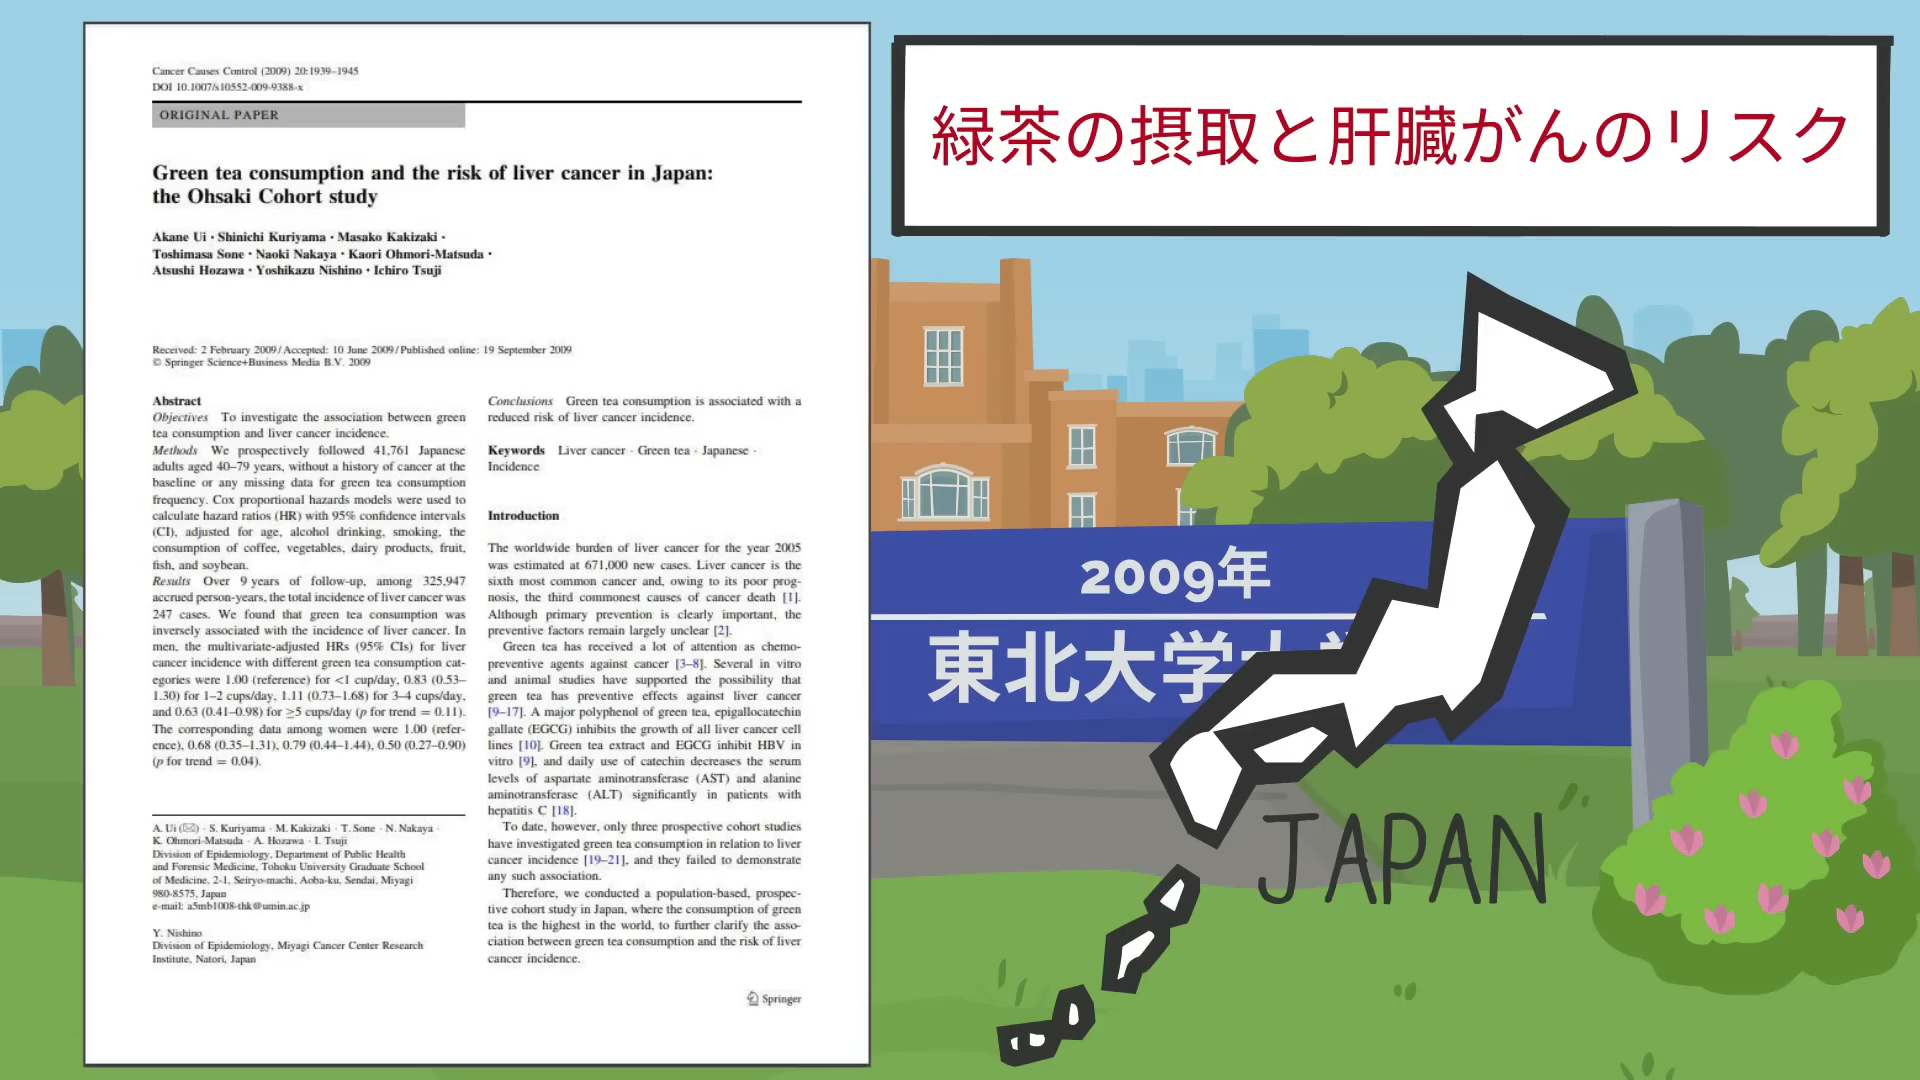 Cancer Causes Control (2009) 20:1939–1945
DOI 10.1007/s10552-009-9388-x
ORIGINAL PAPER
Green tea consumption and the risk of liver cancer in Japan:
the Ohsaki Cohort study
Akane Ui · Shinichi Kuriyama · Masako Kakizaki ·
Toshimasa Sone · Naoki Nakaya · Kaori Ohmori-Matsuda ·
Atsushi Hozawa · Yoshikazu Nishino · Ichiro Tsuji
Received: 2 February 2009 / Accepted: 10 June 2009 / Published online: 19 September 2009
© Springer Science+Business Media B.V. 2009
Abstract
Objectives To investigate the association between green
tea consumption and liver cancer incidence.
Methods We prospectively followed 41,761 Japanese
adults aged 40–79 years, without a history of cancer at the
baseline or any missing data for green tea consumption
frequency. Cox proportional hazards models were used to
calculate hazard ratios (HR) with 95% confidence intervals
(CI), adjusted for age, alcohol drinking, smoking, the
consumption of coffee, vegetables, dairy products, fruit,
fish, and soybean.
Results Over 9 years of follow-up, among 325,947
accrued person-years, the total incidence of liver cancer was
247 cases. We found that green tea consumption was
inversely associated with the incidence of liver cancer. In
men, the multivariate-adjusted HRs (95% CIs) for liver
cancer incidence with different green tea consumption cat-
egories were 1.00 (reference) for <1 cup/day, 0.83 (0.53–
1.30) for 1–2 cups/day, 1.11 (0.73–1.68) for 3–4 cups/day,
and 0.63 (0.41–0.98) for ≥5 cups/day (p for trend = 0.11).
The corresponding data among women were 1.00 (refer-
ence), 0.68 (0.35–1.31), 0.79 (0.44–1.44), 0.50 (0.27–0.90)
(p for trend = 0.04).
A. Ui (✉) · S. Kuriyama · M. Kakizaki · T. Sone · N. Nakaya ·
K. Ohmori-Matsuda · A. Hozawa · I. Tsuji
Division of Epidemiology, Department of Public Health
and Forensic Medicine, Tohoku University Graduate School
of Medicine, 2-1, Seiryo-machi, Aoba-ku, Sendai, Miyagi
980-8575, Japan
e-mail: a5mb1008-thk@umin.ac.jp
Y. Nishino
Division of Epidemiology, Miyagi Cancer Center Research
Institute, Natori, Japan
Conclusions Green tea consumption is associated with a
reduced risk of liver cancer incidence.
Keywords Liver cancer · Green tea · Japanese ·
Incidence
Introduction
The worldwide burden of liver cancer for the year 2005
was estimated at 671,000 new cases. Liver cancer is the
sixth most common cancer and, owing to its poor prog-
nosis, the third commonest causes of cancer death [1].
Although primary prevention is clearly important, the
preventive factors remain largely unclear [2].
Green tea has received a lot of attention as chemo-
preventive agents against cancer [3–8]. Several in vitro
and animal studies have supported the possibility that
green tea has preventive effects against liver cancer
[9–17]. A major polyphenol of green tea, epigallocatechin
gallate (EGCG) inhibits the growth of all liver cancer cell
lines [10]. Green tea extract and EGCG inhibit HBV in
vitro [9], and daily use of catechin decreases the serum
levels of aspartate aminotransferase (AST) and alanine
aminotransferase (ALT) significantly in patients with
hepatitis C [18].
To date, however, only three prospective cohort studies
have investigated green tea consumption in relation to liver
cancer incidence [19–21], and they failed to demonstrate
any such association.
Therefore, we conducted a population-based, prospec-
tive cohort study in Japan, where the consumption of green
tea is the highest in the world, to further clarify the asso-
ciation between green tea consumption and the risk of liver
cancer incidence.
Springer
緑茶の摂取と肝臓がんのリスク
2009年
東北大学
JAPAN